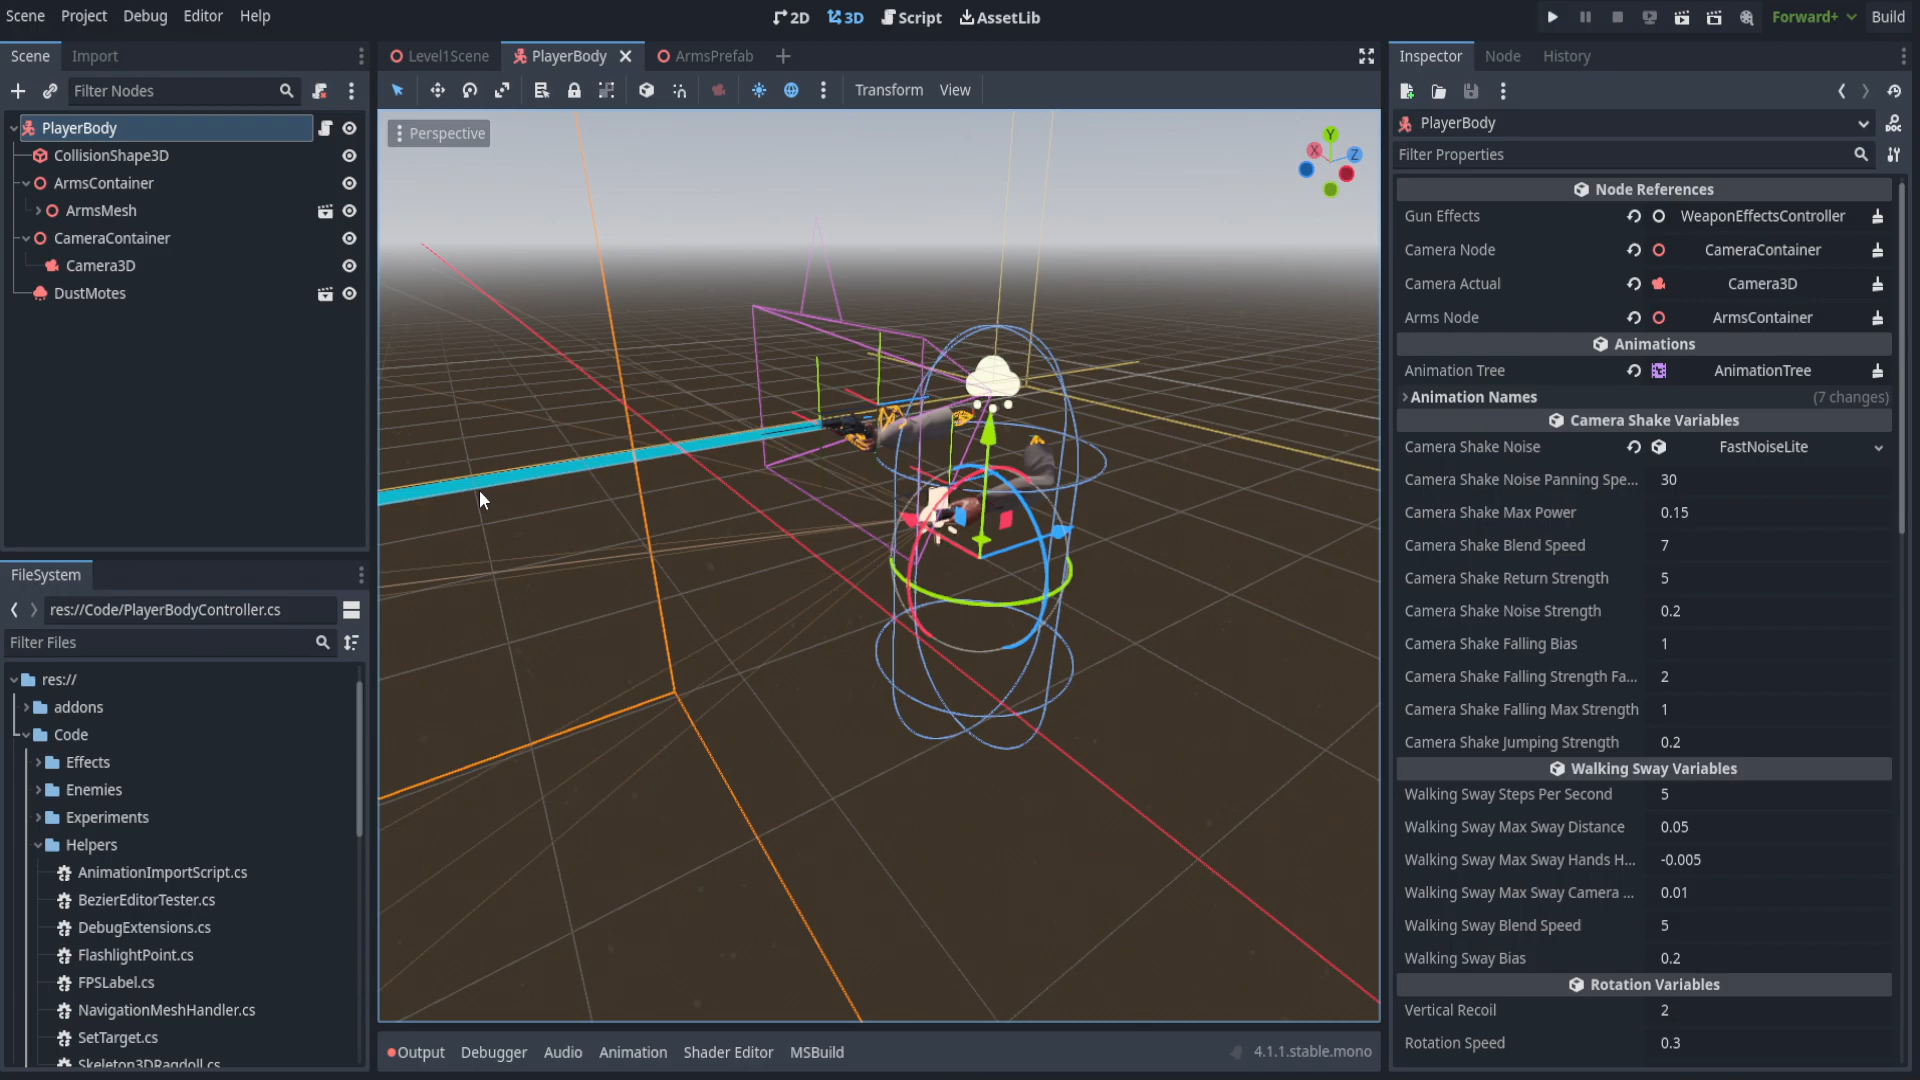 Scene Project Debug Editor Help
2D 3D Script AssetLib
Forward+ Build
Scene Import
Filter Nodes
PlayerBody
CollisionShape3D
ArmsContainer
ArmsMesh
CameraContainer
Camera3D
DustMotes
FileSystem
res://Code/PlayerBodyController.cs
Filter Files
res://
addons
Code
Effects
Enemies
Experiments
Helpers
AnimationImportScript.cs
BezierEditorTester.cs
DebugExtensions.cs
FlashlightPoint.cs
FPSLabel.cs
NavigationMeshHandler.cs
SetTarget.cs
Skeleton3DRagdoll.cs
Level1Scene PlayerBody ArmsPrefab
Transform View
Perspective
Y
X
Z
Output Debugger Audio Animation Shader Editor MSBuild 4.1.1.stable.mono
Inspector Node History
PlayerBody
DOC
Filter Properties
Node References
Gun Effects WeaponEffectsController
Camera Node CameraContainer
Camera Actual Camera3D
Arms Node ArmsContainer
Animations
Animation Tree AnimationTree
Animation Names (7 changes)
Camera Shake Variables
Camera Shake Noise FastNoiseLite
Camera Shake Noise Panning Spe... 30
Camera Shake Max Power 0.15
Camera Shake Blend Speed 7
Camera Shake Return Strength 5
Camera Shake Noise Strength 0.2
Camera Shake Falling Bias 1
Camera Shake Falling Strength Fa... 2
Camera Shake Falling Max Strength 1
Camera Shake Jumping Strength 0.2
Walking Sway Variables
Walking Sway Steps Per Second 5
Walking Sway Max Sway Distance 0.05
Walking Sway Max Sway Hands H... -0.005
Walking Sway Max Sway Camera ... 0.01
Walking Sway Blend Speed 5
Walking Sway Bias 0.2
Rotation Variables
Vertical Recoil 2
Rotation Speed 0.3